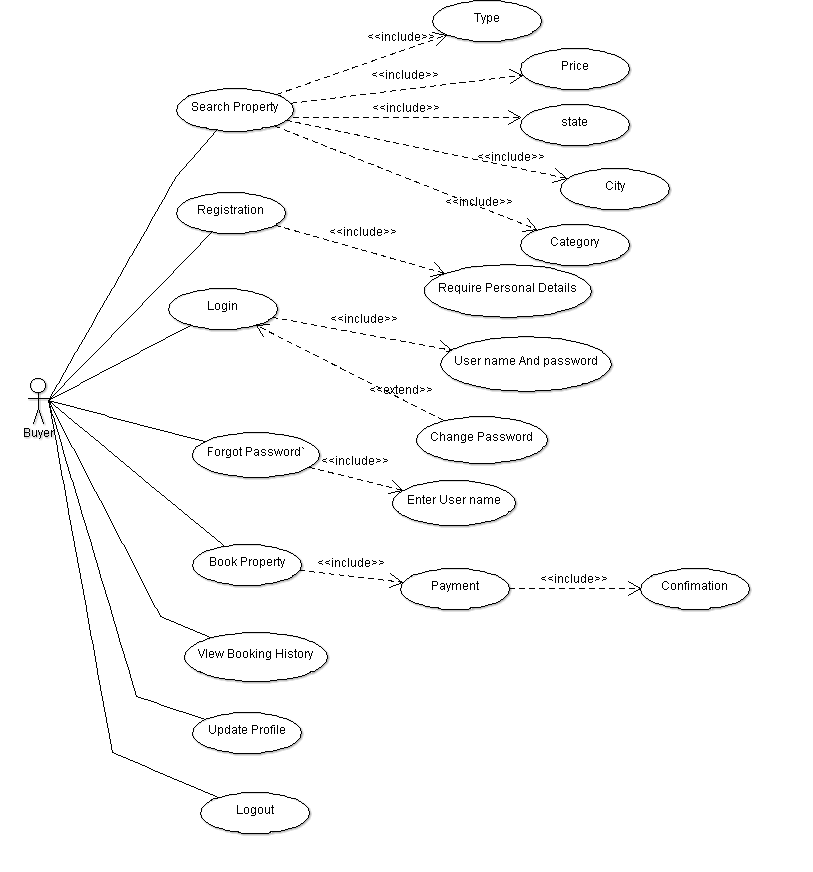 Type
<<include>>
Price
<<include>>
Search Property
<<include>>
state
<<include>>
City
<<include>>
Registration
<<include>>
Category
Require Personal Details
Login
<<include>>
User name And password
<<extend>>
Buyer
Change Password
Forgot Password`
<<include>>
Enter User name
Book Property
<<include>>
Payment
<<include>>
Confimation
VIew Booking History
Update Profile
Logout